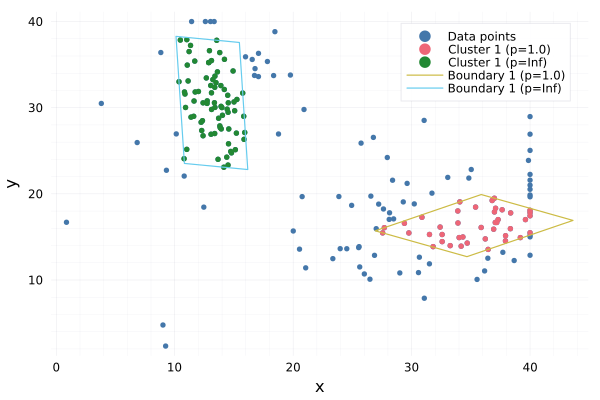 40
30
20
10
y
Data points
Cluster 1 (p=1.0)
Cluster 1 (p=Inf)
Boundary 1 (p=1.0)
Boundary 1 (p=Inf)
0
10
20
30
40
x